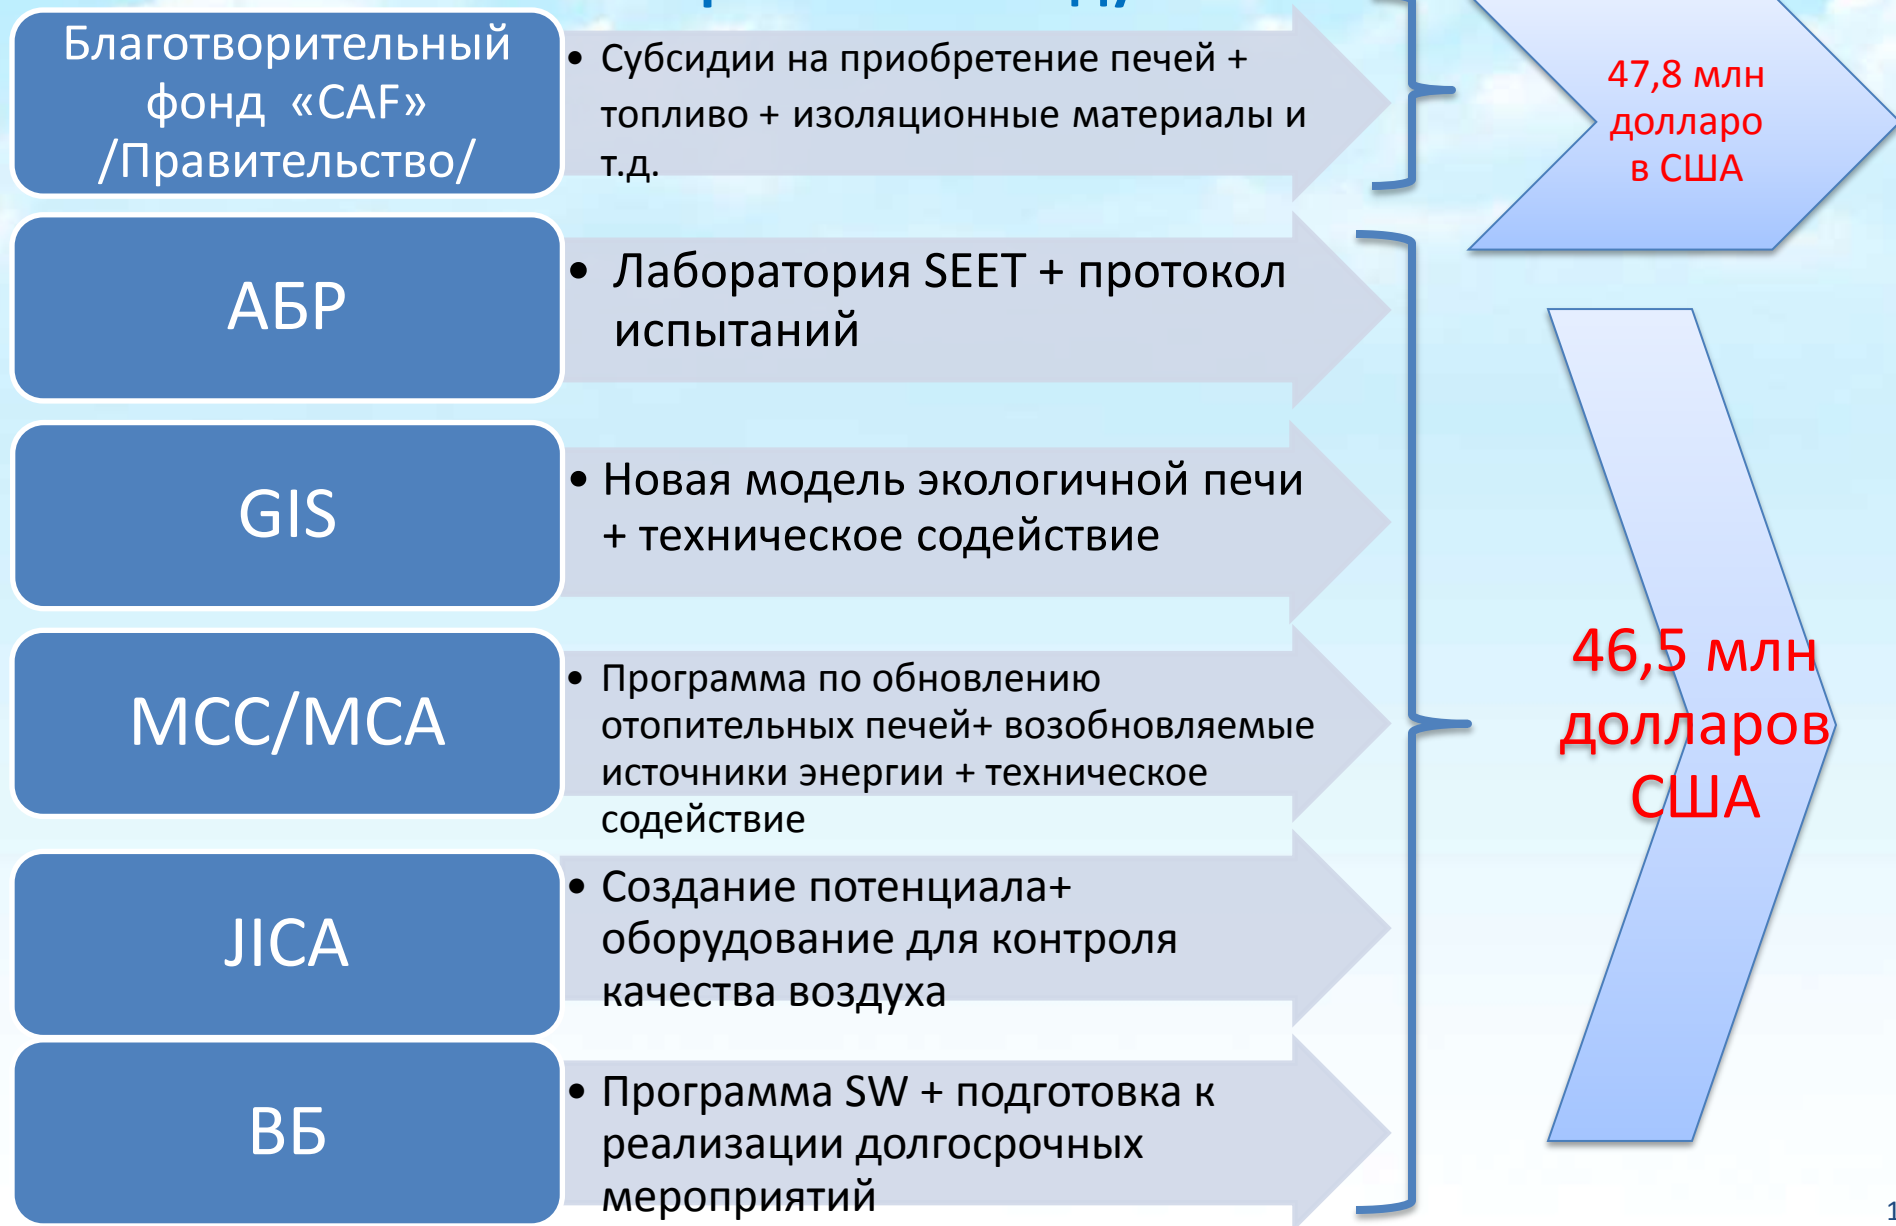 Благотворительный
фонд «CAF»
/Правительство/
• Субсидии на приобретение печей +
топливо + изоляционные материалы и
т.д.
47,8 млн
долларо
в США
АБР
• Лаборатория SEET + протокол
испытаний
GIS
• Новая модель экологичной печи
+ техническое содействие
MCC/MCA
• Программа по обновлению
отопительных печей+ возобновляемые
источники энергии + техническое
содействие
46,5 млн
долларов
США
JICA
• Создание потенциала+
оборудование для контроля
качества воздуха
ВБ
• Программа SW + подготовка к
реализации долгосрочных
мероприятий
1